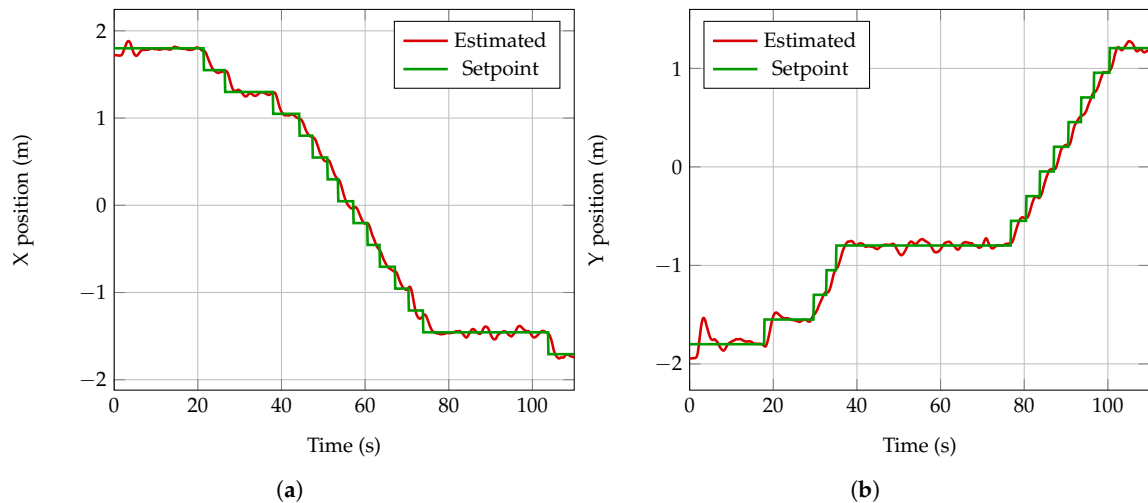 2
1
0
−1
−2
0
20
40
60
80
100
X position (m)
Time (s)
Estimated
Setpoint
(a)
1
0
−1
−2
0
20
40
60
80
100
Y position (m)
Time (s)
Estimated
Setpoint
(b)